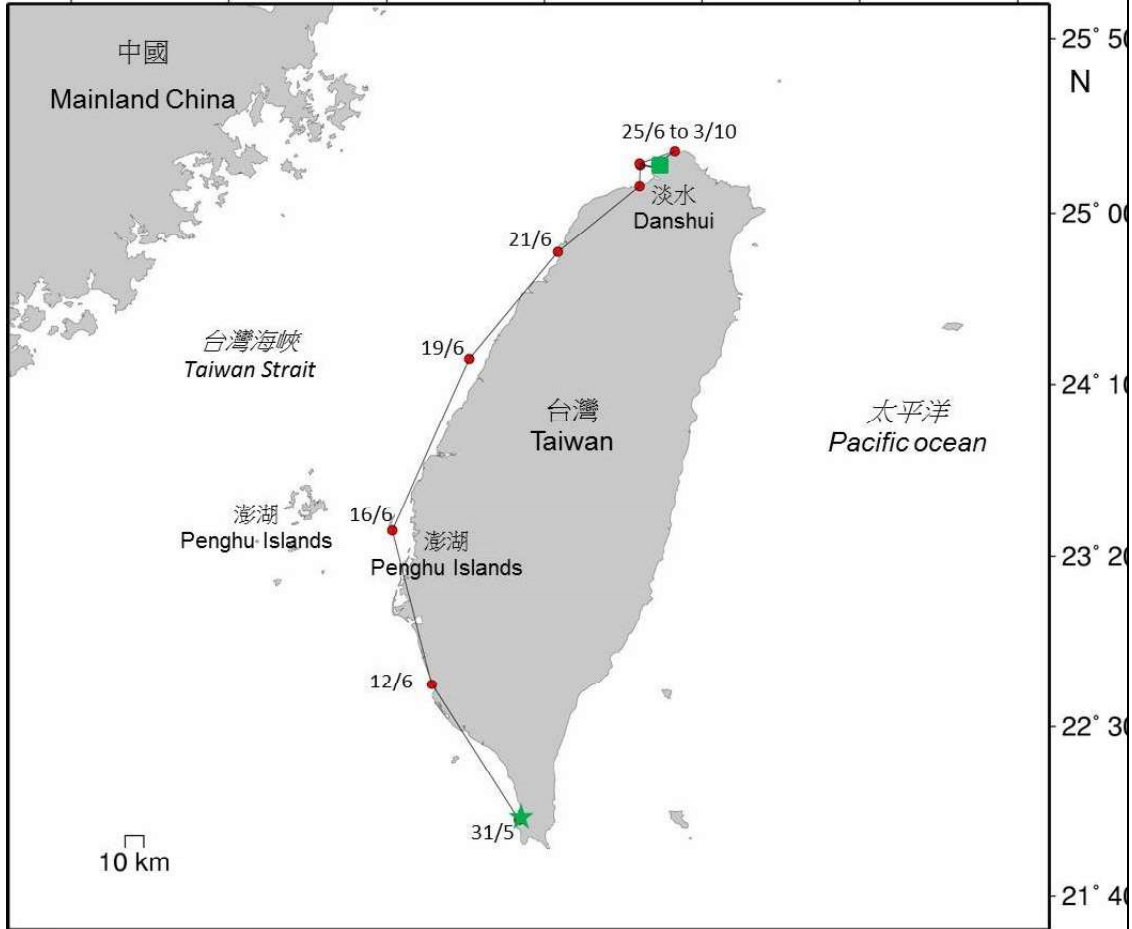 中國
Mainland China
25° 50
N
25/6 to 3/10
淡水
Danshui
25° 00
21/6
台灣海峽
Taiwan Strait
19/6
24° 10
台灣
Taiwan
太平洋
Pacific ocean
澎湖
Penghu Islands
16/6
澎湖
Penghu Islands
23° 20
12/6
22° 30
31/5
10 km
21° 40